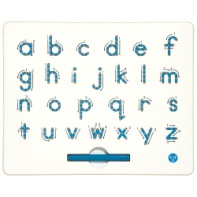 a b c d e f
g h i j k l m
n o p q r s
t u v w x y z